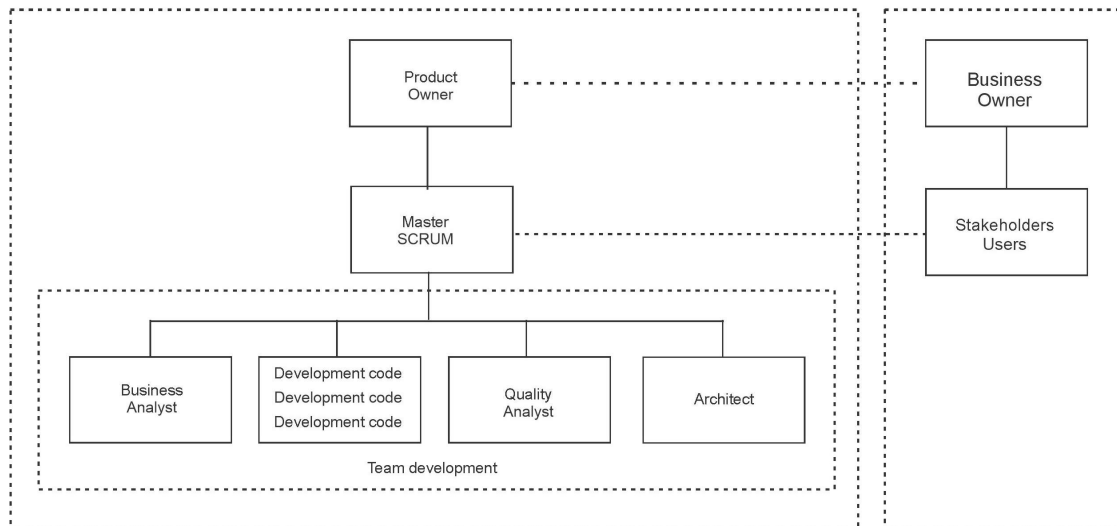 Product
Owner
Business
Owner
Master
SCRUM
Stakeholders
Users
Business
Analyst
Development code
Development code
Development code
Quality
Analyst
Architect
Team development